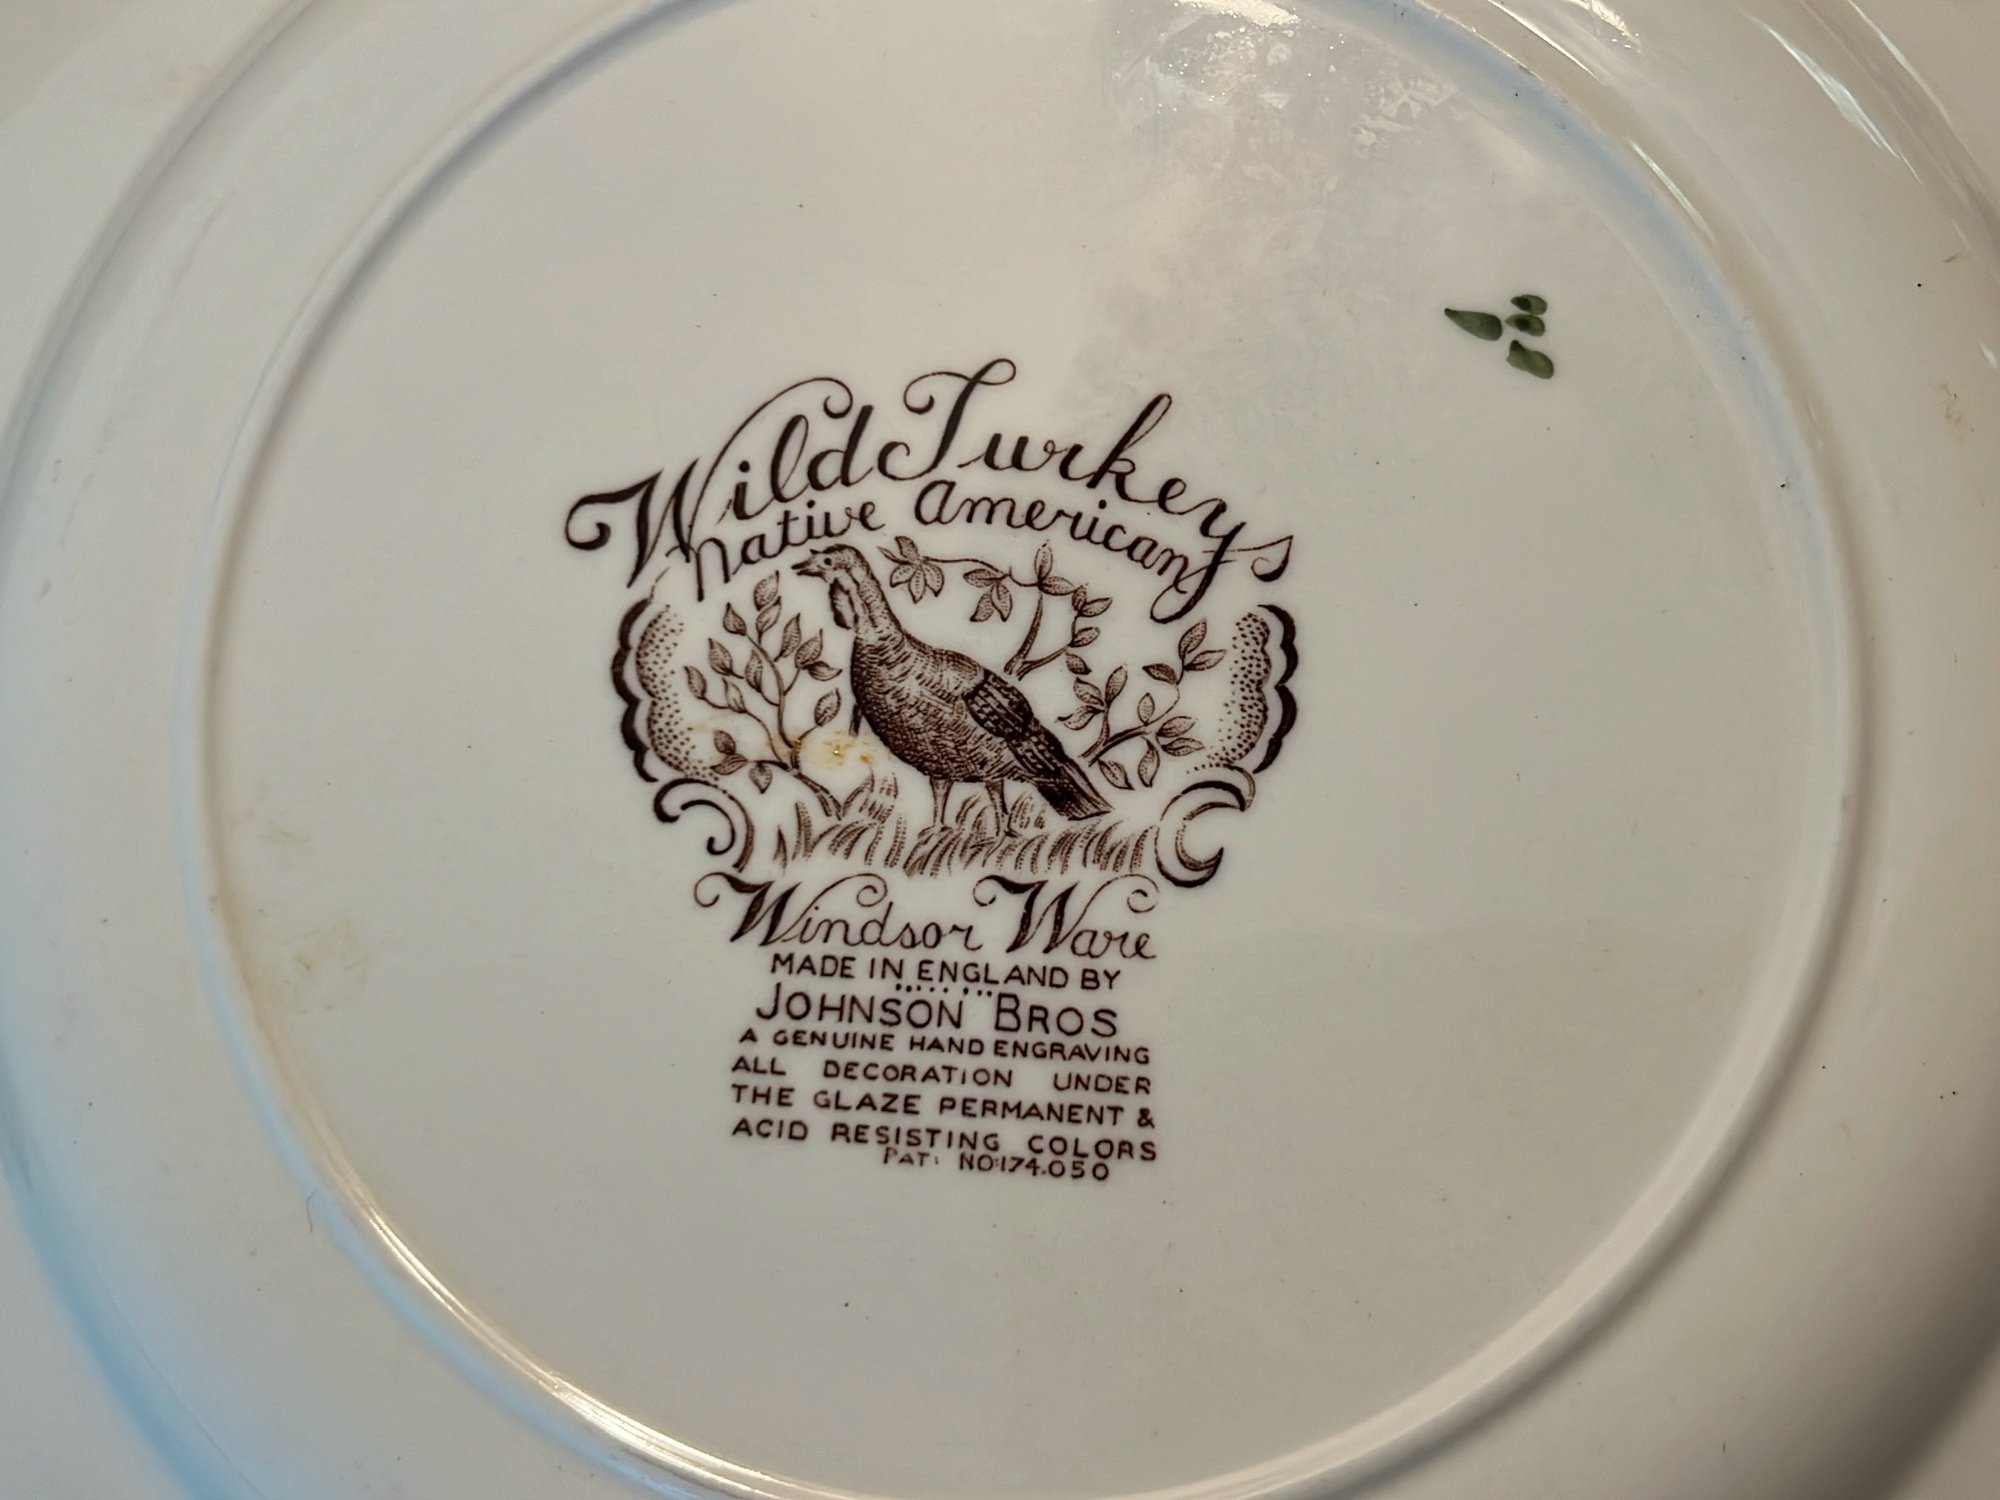 Wild Turkeys
Native American
Windsor Ware
MADE IN ENGLAND BY
JOHNSON BROS
A GENUINE HAND ENGRAVING
ALL DECORATION UNDER
THE GLAZE PERMANENT &
ACID RESISTING COLORS
PAT. NO:174.050